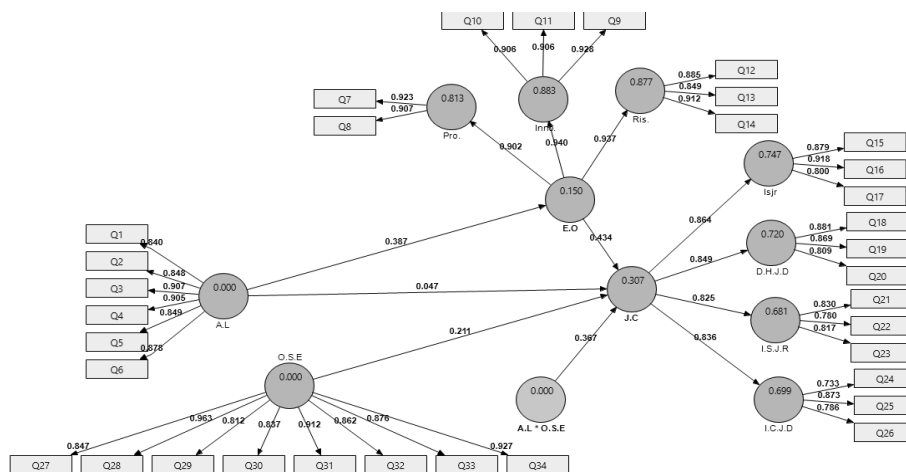 Q10
Q11
Q9
0.906
0.906
0.928
Q7
Q8
0.923
0.907
0.813
Pro.
0.883
Inno.
0.877
Ris.
0.885
0.849
0.912
Q12
Q13
Q14
0.902
0.940
0.937
0.150
E.O
0.747
Isjr
0.879
0.918
0.800
Q15
Q16
Q17
0.864
0.434
0.387
Q1
Q2
Q3
Q4
Q5
Q6
0.840
0.848
0.907
0.905
0.849
0.878
0.000
A.L
0.047
0.307
J.C
0.849
0.720
D.H.J.D
0.881
0.869
0.809
Q18
Q19
Q20
0.825
0.681
I.S.J.R
0.830
0.780
0.817
Q21
Q22
Q23
0.836
0.699
I.C.J.D
0.733
0.873
0.786
Q24
Q25
Q26
0.211
0.367
O.S.E
0.000
0.000
A.L * O.S.E
0.847
0.963
0.812
0.837
0.912
0.862
0.876
0.927
Q27
Q28
Q29
Q30
Q31
Q32
Q33
Q34